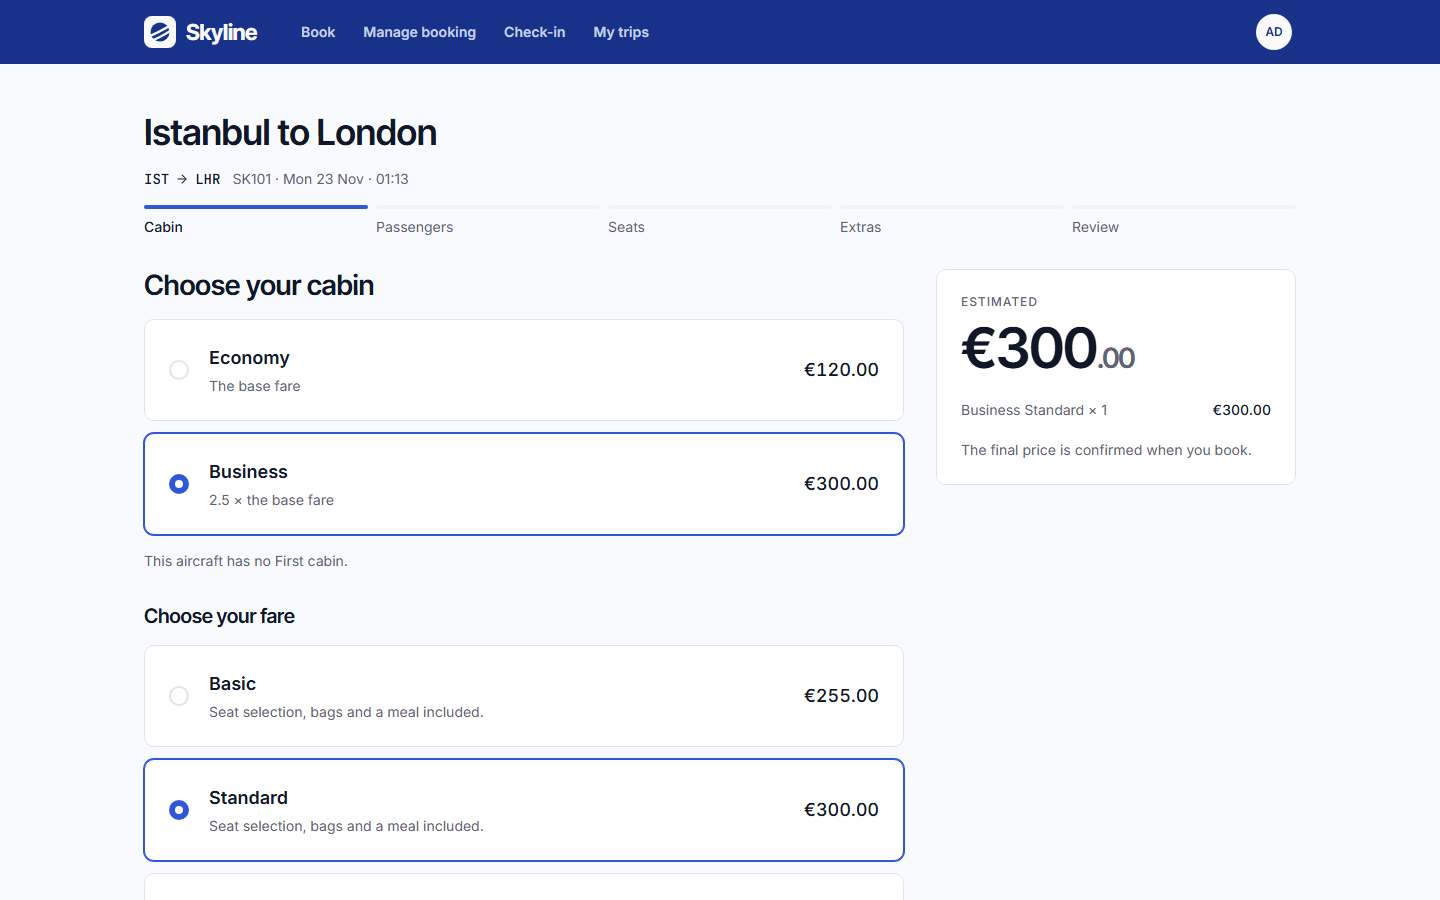 Skyline
Book
Manage booking
Check-in
My trips
AD
Istanbul to London
IST → LHR SK101 · Mon 23 Nov · 01:13
Cabin
Passengers
Seats
Extras
Review
Choose your cabin
Economy
The base fare
€120.00
Business
2.5 × the base fare
€300.00
This aircraft has no First cabin.
Choose your fare
Basic
Seat selection, bags and a meal included.
€255.00
Standard
Seat selection, bags and a meal included.
€300.00
ESTIMATED
€300.00
Business Standard × 1
€300.00
The final price is confirmed when you book.